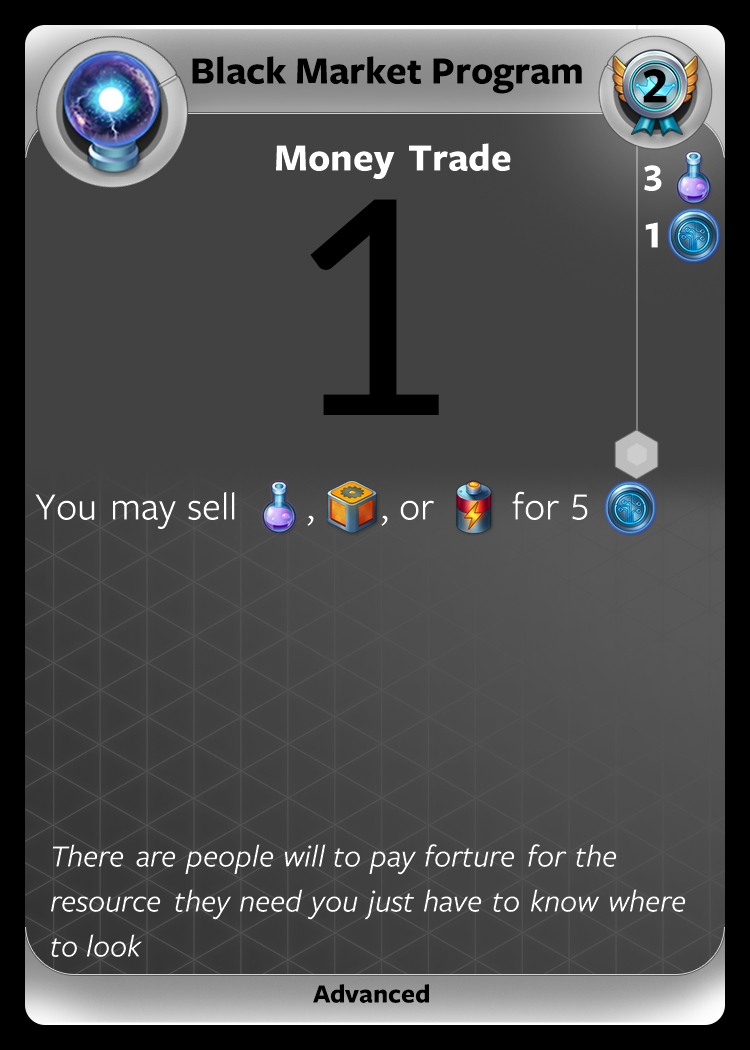 Black Market Program
2
Money Trade
3
1
1
You may sell , , or for 5
There are people will to pay forture for the
resource they need you just have to know where
to look
Advanced